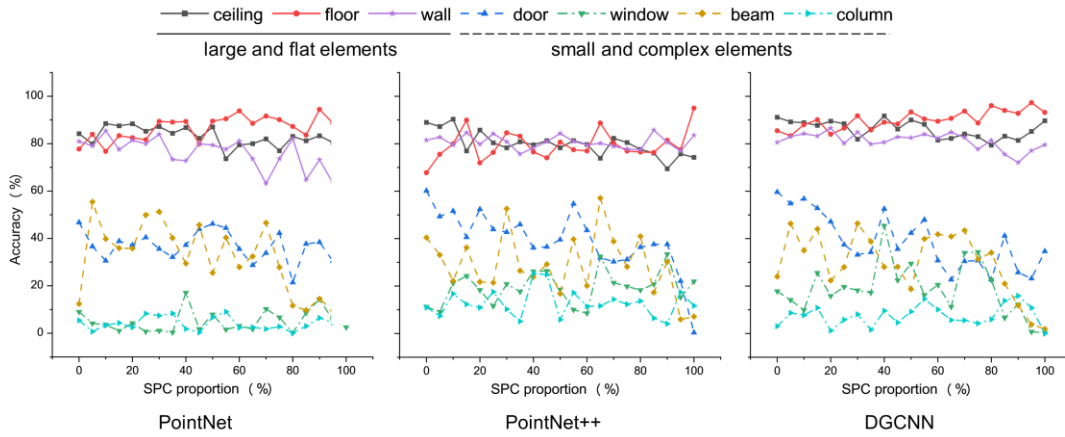 ceiling floor wall door window beam column
large and flat elements small and complex elements
Accuracy (%)
100
80
60
40
20
0
0 20 40 60 80 100
0 20 40 60 80 100
0 20 40 60 80 100
SPC proportion (%) SPC proportion (%) SPC proportion (%)
PointNet PointNet++ DGCNN